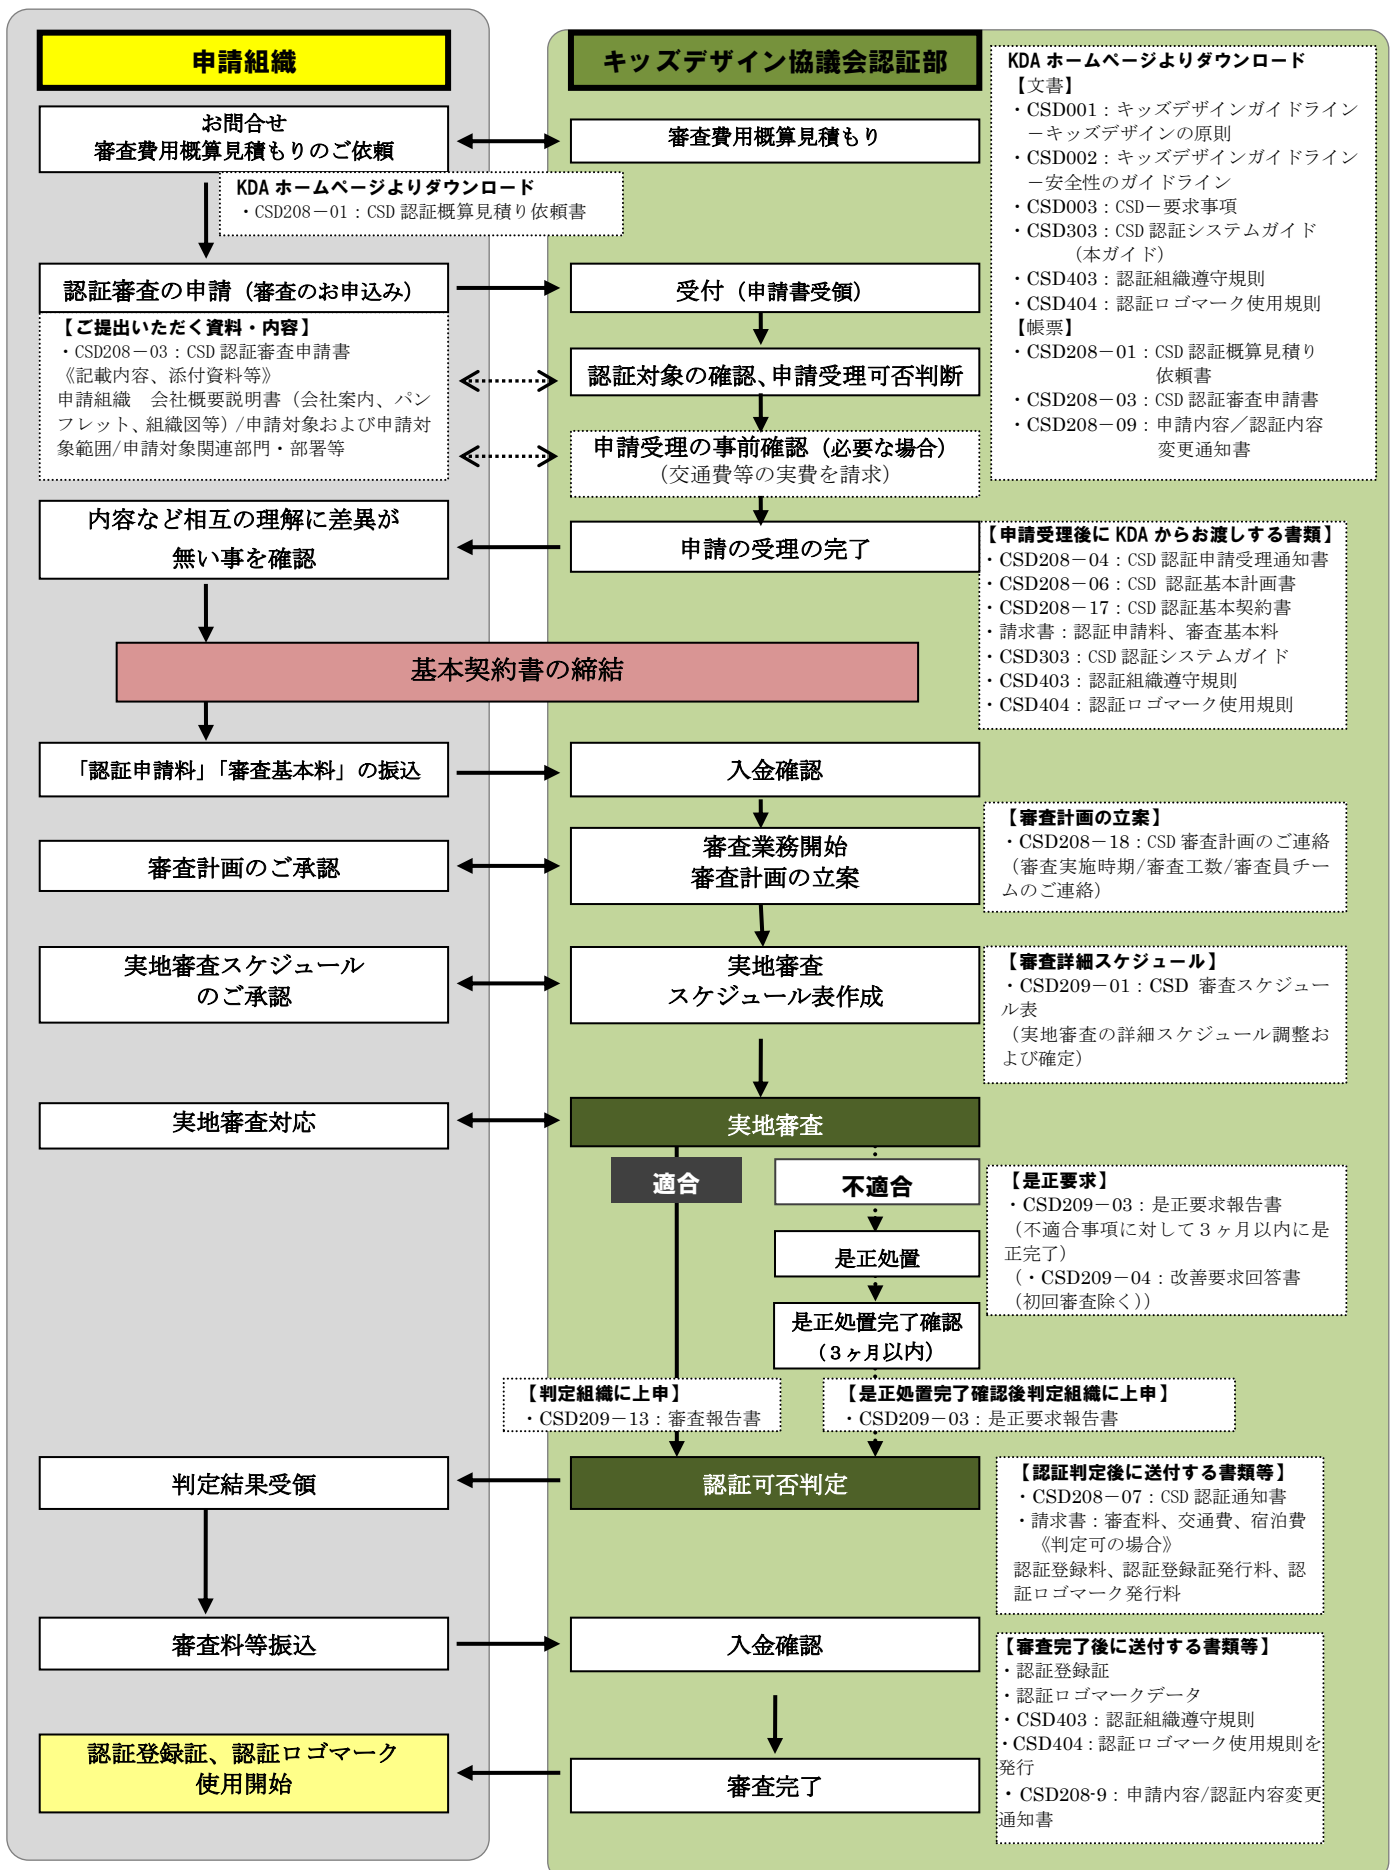 申請組織
キッズデザイン協議会認証部
KDA ホームページよりダウンロード
【文書】
・CSD001：キッズデザインガイドライン
－キッズデザインの原則
・CSD002：キッズデザインガイドライン
－安全性のガイドライン
・CSD003：CSD－要求事項
・CSD303：CSD 認証システムガイド
（本ガイド）
・CSD403：認証組織遵守規則
・CSD404：認証ロゴマーク使用規則
【帳票】
・CSD208－01：CSD 認証概算見積り
依頼書
・CSD208－03：CSD 認証審査申請書
・CSD208－09：申請内容／認証内容
変更通知書
お問合せ
審査費用概算見積もりのご依頼
審査費用概算見積もり
KDA ホームページよりダウンロード
・CSD208－01：CSD 認証概算見積り依頼書
認証審査の申請（審査のお申込み）
受付（申請書受領）
【ご提出いただく資料・内容】
・CSD208－03：CSD 認証審査申請書
《記載内容、添付資料等》
申請組織　会社概要説明書（会社案内、パン
フレット、組織図等）/申請対象および申請対
象範囲/申請対象関連部門・部署等
認証対象の確認、申請受理可否判断
申請受理の事前確認（必要な場合）
（交通費等の実費を請求）
内容など相互の理解に差異が
無い事を確認
申請の受理の完了
【申請受理後に KDA からお渡しする書類】
・CSD208－04：CSD 認証申請受理通知書
・CSD208－06：CSD 認証基本計画書
・CSD208－17：CSD 認証基本契約書
・請求書：認証申請料、審査基本料
・CSD303：CSD 認証システムガイド
・CSD403：認証組織遵守規則
・CSD404：認証ロゴマーク使用規則
基本契約書の締結
「認証申請料」「審査基本料」の振込
入金確認
審査計画のご承認
審査業務開始
審査計画の立案
【審査計画の立案】
・CSD208－18：CSD 審査計画のご連絡
（審査実施時期/審査工数/審査員チー
ムのご連絡）
実地審査スケジュール
のご承認
実地審査
スケジュール表作成
【審査詳細スケジュール】
・CSD209－01：CSD 審査スケジュー
ル表
（実地審査の詳細スケジュール調整お
よび確定）
実地審査対応
実地審査
適合
不適合
是正処置
是正処置完了確認
（3ヶ月以内）
【是正要求】
・CSD209－03：是正要求報告書
（不適合事項に対して３ヶ月以内に是
正完了）
（・CSD209－04：改善要求回答書
（初回審査除く））
【判定組織に上申】
・CSD209－13：審査報告書
【是正処置完了確認後判定組織に上申】
・CSD209－03：是正要求報告書
判定結果受領
認証可否判定
【認証判定後に送付する書類等】
・CSD208－07：CSD 認証通知書
・請求書：審査料、交通費、宿泊費
《判定可の場合》
認証登録料、認証登録証発行料、認
証ロゴマーク発行料
審査料等振込
入金確認
【審査完了後に送付する書類等】
・認証登録証
・認証ロゴマークデータ
・CSD403：認証組織遵守規則
・CSD404：認証ロゴマーク使用規則を
発行
・CSD208-9：申請内容/認証内容変更
通知書
認証登録証、認証ロゴマーク
使用開始
審査完了